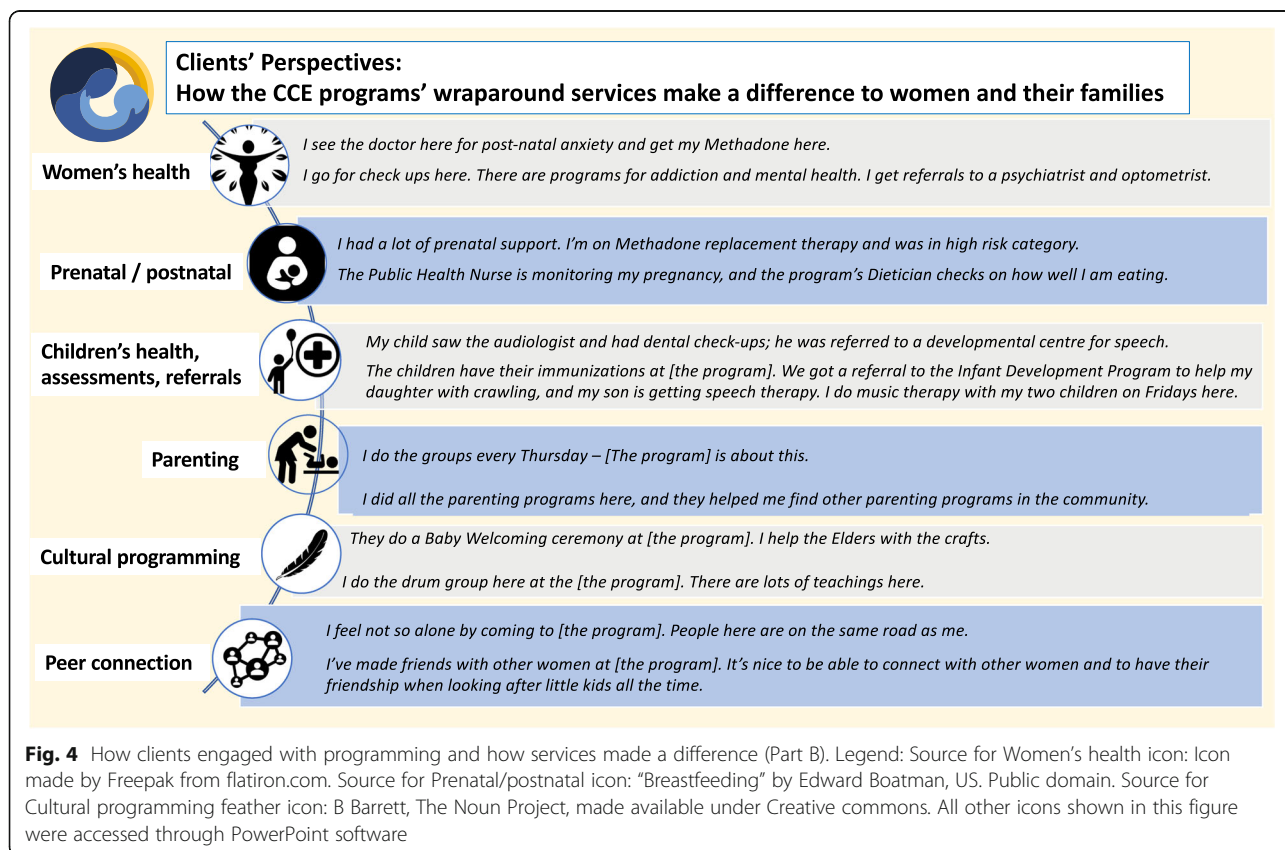 Clients' Perspectives:
How the CCE programs' wraparound services make a difference to women and their families
Women's health
I see the doctor here for post-natal anxiety and get my Methadone here.
I go for check ups here. There are programs for addiction and mental health. I get referrals to a psychiatrist and optometrist.
Prenatal / postnatal
I had a lot of prenatal support. I'm on Methadone replacement therapy and was in high risk category.
The Public Health Nurse is monitoring my pregnancy, and the program's Dietician checks on how well I am eating.
Children's health,
assessments, referrals
My child saw the audiologist and had dental check-ups; he was referred to a developmental centre for speech.
The children have their immunizations at [the program]. We got a referral to the Infant Development Program to help my
daughter with crawling, and my son is getting speech therapy. I do music therapy with my two children on Fridays here.
Parenting
I do the groups every Thursday – [The program] is about this.
I did all the parenting programs here, and they helped me find other parenting programs in the community.
Cultural programming
They do a Baby Welcoming ceremony at [the program]. I help the Elders with the crafts.
I do the drum group here at the [the program]. There are lots of teachings here.
Peer connection
I feel not so alone by coming to [the program]. People here are on the same road as me.
I've made friends with other women at [the program]. It's nice to be able to connect with other women and to have their
friendship when looking after little kids all the time.
Fig. 4 How clients engaged with programming and how services made a difference (Part B). Legend: Source for Women's health icon: Icon
made by Freepak from flatiron.com. Source for Prenatal/postnatal icon: "Breastfeeding" by Edward Boatman, US. Public domain. Source for
Cultural programming feather icon: B Barrett, The Noun Project, made available under Creative commons. All other icons shown in this figure
were accessed through PowerPoint software